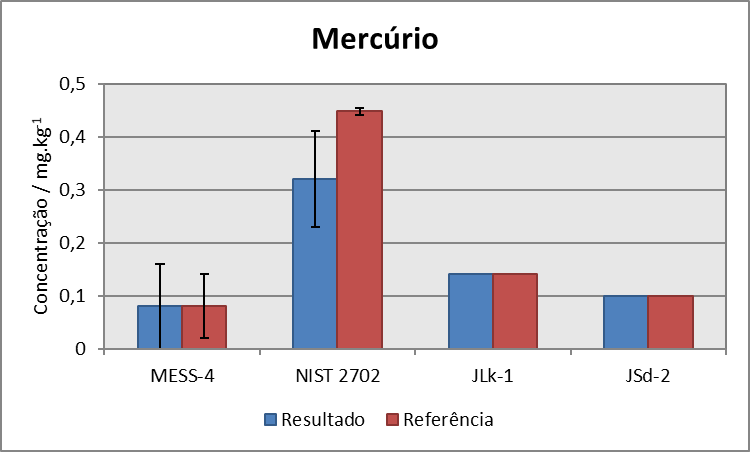 Mercúrio
Concentração / mg.kg⁻¹
0,5
0,4
0,3
0,2
0,1
0
MESS-4 NIST 2702 JLk-1 JSd-2
Resultado Referência